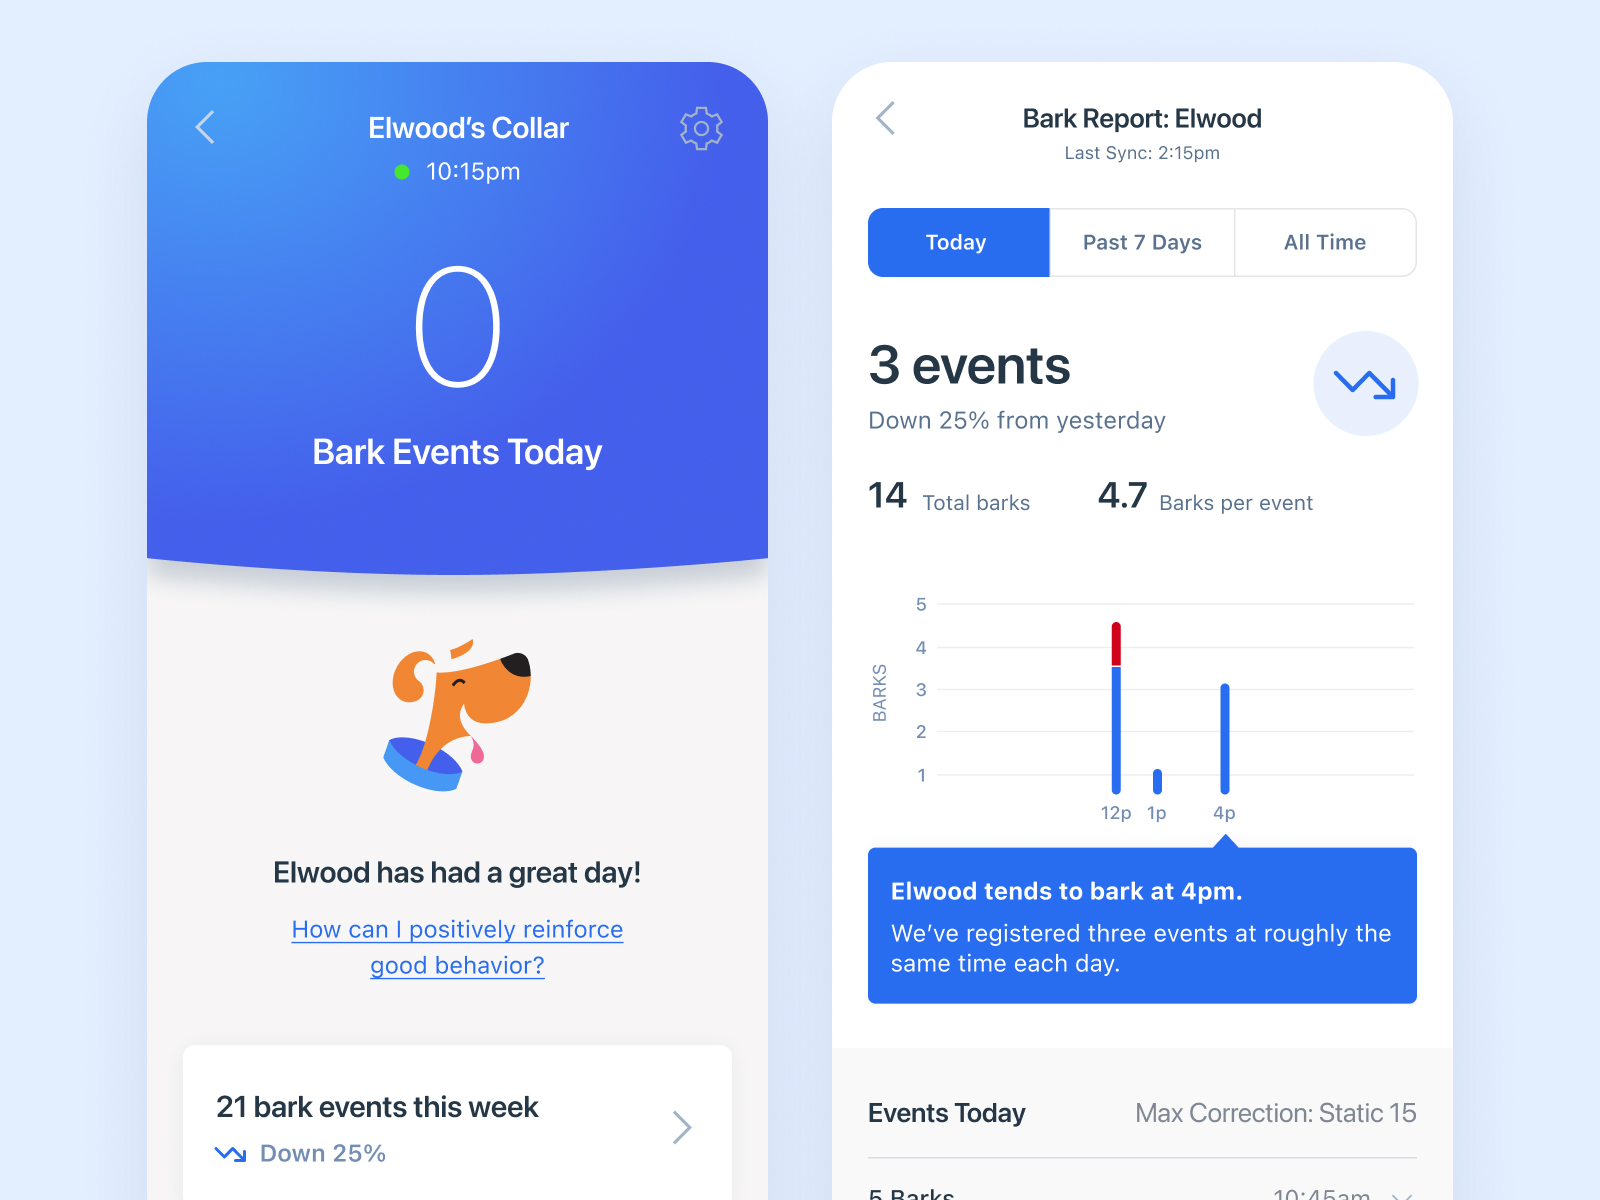 Elwood’s Collar
10:15pm
0
Bark Events Today
Elwood has had a great day!
How can I positively reinforce
good behavior?
21 bark events this week
Down 25%
Bark Report: Elwood
Last Sync: 2:15pm
Today
Past 7 Days
All Time
3 events
Down 25% from yesterday
14 Total barks
4.7 Barks per event
BARKS
5
4
3
2
1
12p 1p 4p
Elwood tends to bark at 4pm.
We’ve registered three events at roughly the
same time each day.
Events Today
Max Correction: Static 15
5 Barks
10:45am